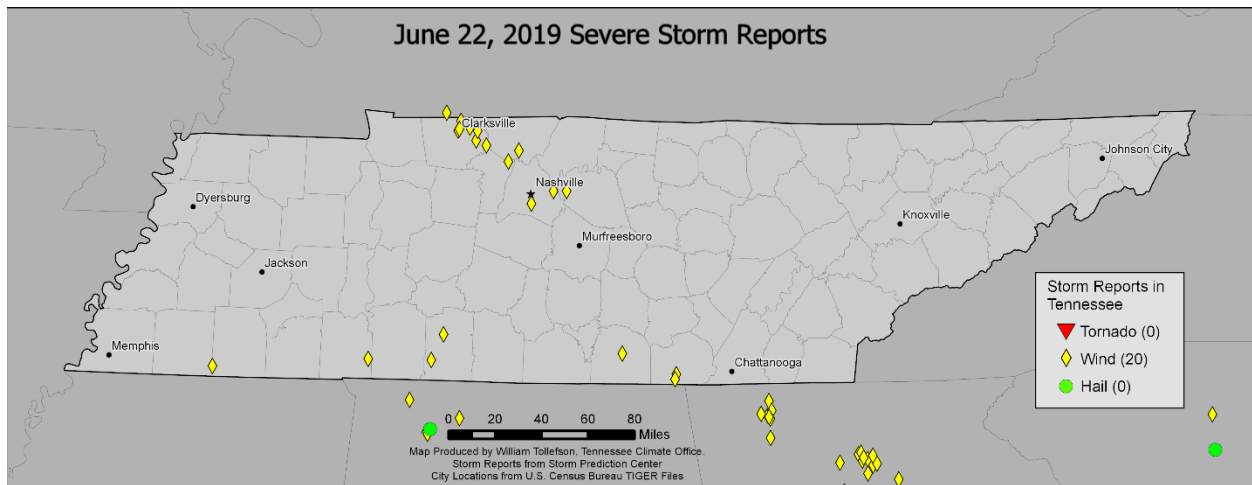 June 22, 2019 Severe Storm Reports
Clarksville
Johnson City
Nashville
Dyersburg
Knoxville
Murfreesboro
Jackson
Storm Reports in
Tennessee
Tornado (0)
Wind (20)
Hail (0)
Memphis
Chattanooga
0 20 40 60 80
Miles
Map Produced by William Tollefson, Tennessee Climate Office.
Storm Reports from Storm Prediction Center
City Locations from U.S. Census Bureau TIGER Files